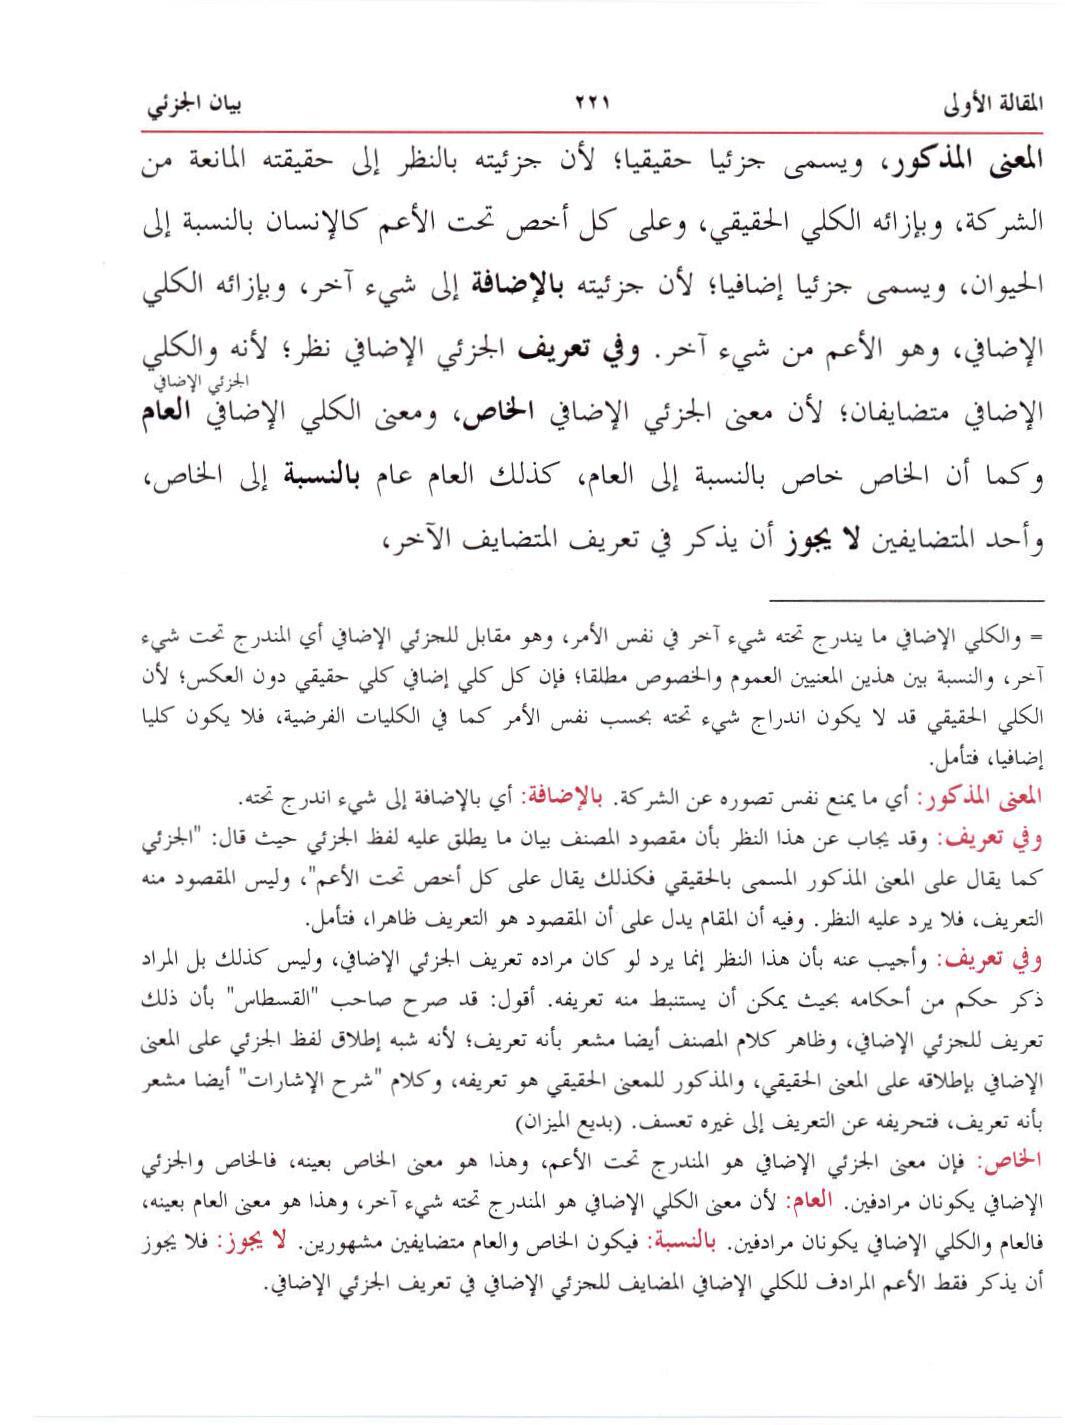 المقالة الأولى ٢٢١ بيان الجزئي
المعنى المذكور، ويسمى جزئيا حقيقيا؛ لأن جزئيته بالنظر إلى حقيقته المانعة من
الشركة، وبإزائه الكلي الحقيقي، وعلى كل أخص تحت الأعم كالإنسان بالنسبة إلى
الحيوان، ويسمى جزئيا إضافيا؛ لأن جزئيته بالإضافة إلى شيء آخر، وبإزائه الكلي
الإضافي، وهو الأعم من شيء آخر. وفي تعريف الجزئي الإضافي نظر؛ لأنه والكلي
الجزئي الإضافي
الإضافي متضايفان؛ لأن معنى الجزئي الإضافي الخاص، ومعنى الكلي الإضافي العام
وكما أن الخاص خاص بالنسبة إلى العام، كذلك العام عام بالنسبة إلى الخاص،
وأحد المتضايفين لا يجوز أن يذكر في تعريف المتضايف الآخر،
= والكلي الإضافي ما يندرج تحته شيء آخر في نفس الأمر، وهو مقابل للجزئي الإضافي أي المندرج تحت شيء
آخر، والنسبة بين هذين المعنيين العموم والخصوص مطلقا؛ فإن كل كلي إضافي كلي حقيقي دون العكس؛ لأن
الكلي الحقيقي قد لا يكون اندراج شيء تحته بحسب نفس الأمر كما في الكليات الفرضية، فلا يكون كليا
إضافيا، فتأمل.
المعنى المذكور: أي ما يمنع نفس تصوره عن الشركة. بالإضافة: أي بالإضافة إلى شيء اندرج تحته.
وفي تعريف: وقد يجاب عن هذا النظر بأن مقصود المصنف بيان ما يطلق عليه لفظ الجزئي حيث قال: "الجزئي
كما يقال على المعنى المذكور المسمى بالحقيقي فكذلك يقال على كل أخص تحت الأعم"، وليس المقصود منه
التعريف، فلا يرد عليه النظر. وفيه أن المقام يدل على أن المقصود هو التعريف ظاهرا، فتأمل.
وفي تعريف: وأجيب عنه بأن هذا النظر إنما يرد لو كان مراده تعريف الجزئي الإضافي، وليس كذلك بل المراد
ذكر حكم من أحكامه بحيث يمكن أن يستنبط منه تعريفه. أقول: قد صرح صاحب "القسطاس" بأن ذلك
تعريف للجزئي الإضافي، وظاهر كلام المصنف أيضا مشعر بأنه تعريف؛ لأنه شبه إطلاق لفظ الجزئي على المعنى
الإضافي بإطلاقه على المعنى الحقيقي، والمذكور للمعنى الحقيقي هو تعريفه، وكلام "شرح الإشارات" أيضا مشعر
بأنه تعريف، فتحريفه عن التعريف إلى غيره تعسف. (بديع الميزان)
الخاص: فإن معنى الجزئي الإضافي هو المندرج تحت الأعم، وهذا هو معنى الخاص بعينه، فالخاص والجزئي
الإضافي يكونان مرادفين. العام: لأن معنى الكلي الإضافي هو المندرج تحته شيء آخر، وهذا هو معنى العام بعينه،
فالعام والكلي الإضافي يكونان مرادفين. بالنسبة: فيكون الخاص والعام متضايفين مشهورين. لا يجوز: فلا يجوز
أن يذكر فقط الأعم المرادف للكلي الإضافي المضايف للجزئي الإضافي في تعريف الجزئي الإضافي.